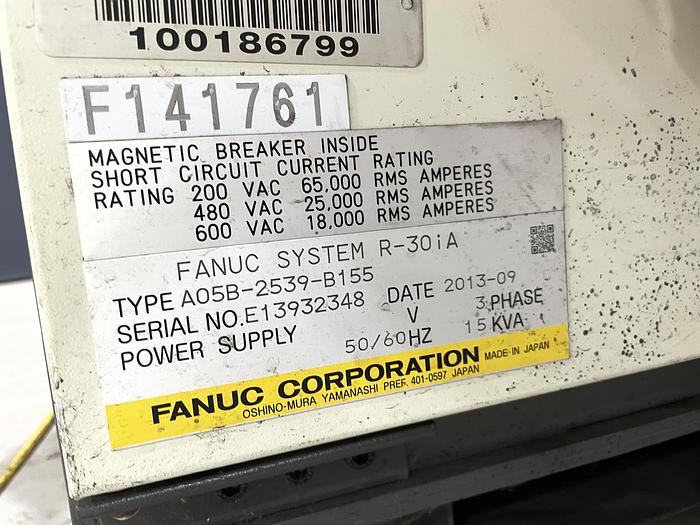 100186799
F141761
MAGNETIC BREAKER INSIDE
SHORT CIRCUIT CURRENT RATING
RATING 200 VAC 65,000 RMS AMPERES
480 VAC 25,000 RMS AMPERES
600 VAC 18,000 RMS AMPERES
FANUC SYSTEM R-30iA
TYPE A05B-2539-B155
SERIAL NO. E13932348 DATE 2013-09
POWER SUPPLY V 3 PHASE
50/60 HZ 15 KVA
FANUC CORPORATION MADE IN JAPAN
OSHINO-MURA YAMANASHI PREF. 401-0597 JAPAN